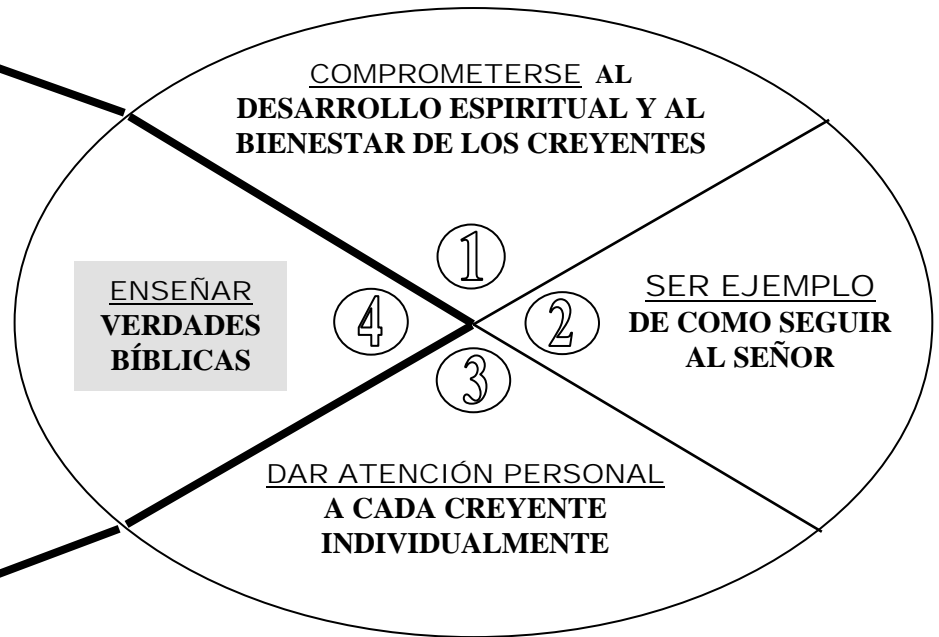 COMPROMETERSE AL
DESARROLLO ESPIRITUAL Y AL
BIENESTAR DE LOS CREYENTES
1
SER EJEMPLO
DE COMO SEGUIR
AL SEÑOR
2
DAR ATENCIÓN PERSONAL
A CADA CREYENTE
INDIVIDUALMENTE
3
ENSEÑAR
VERDADES
BÍBLICAS
4